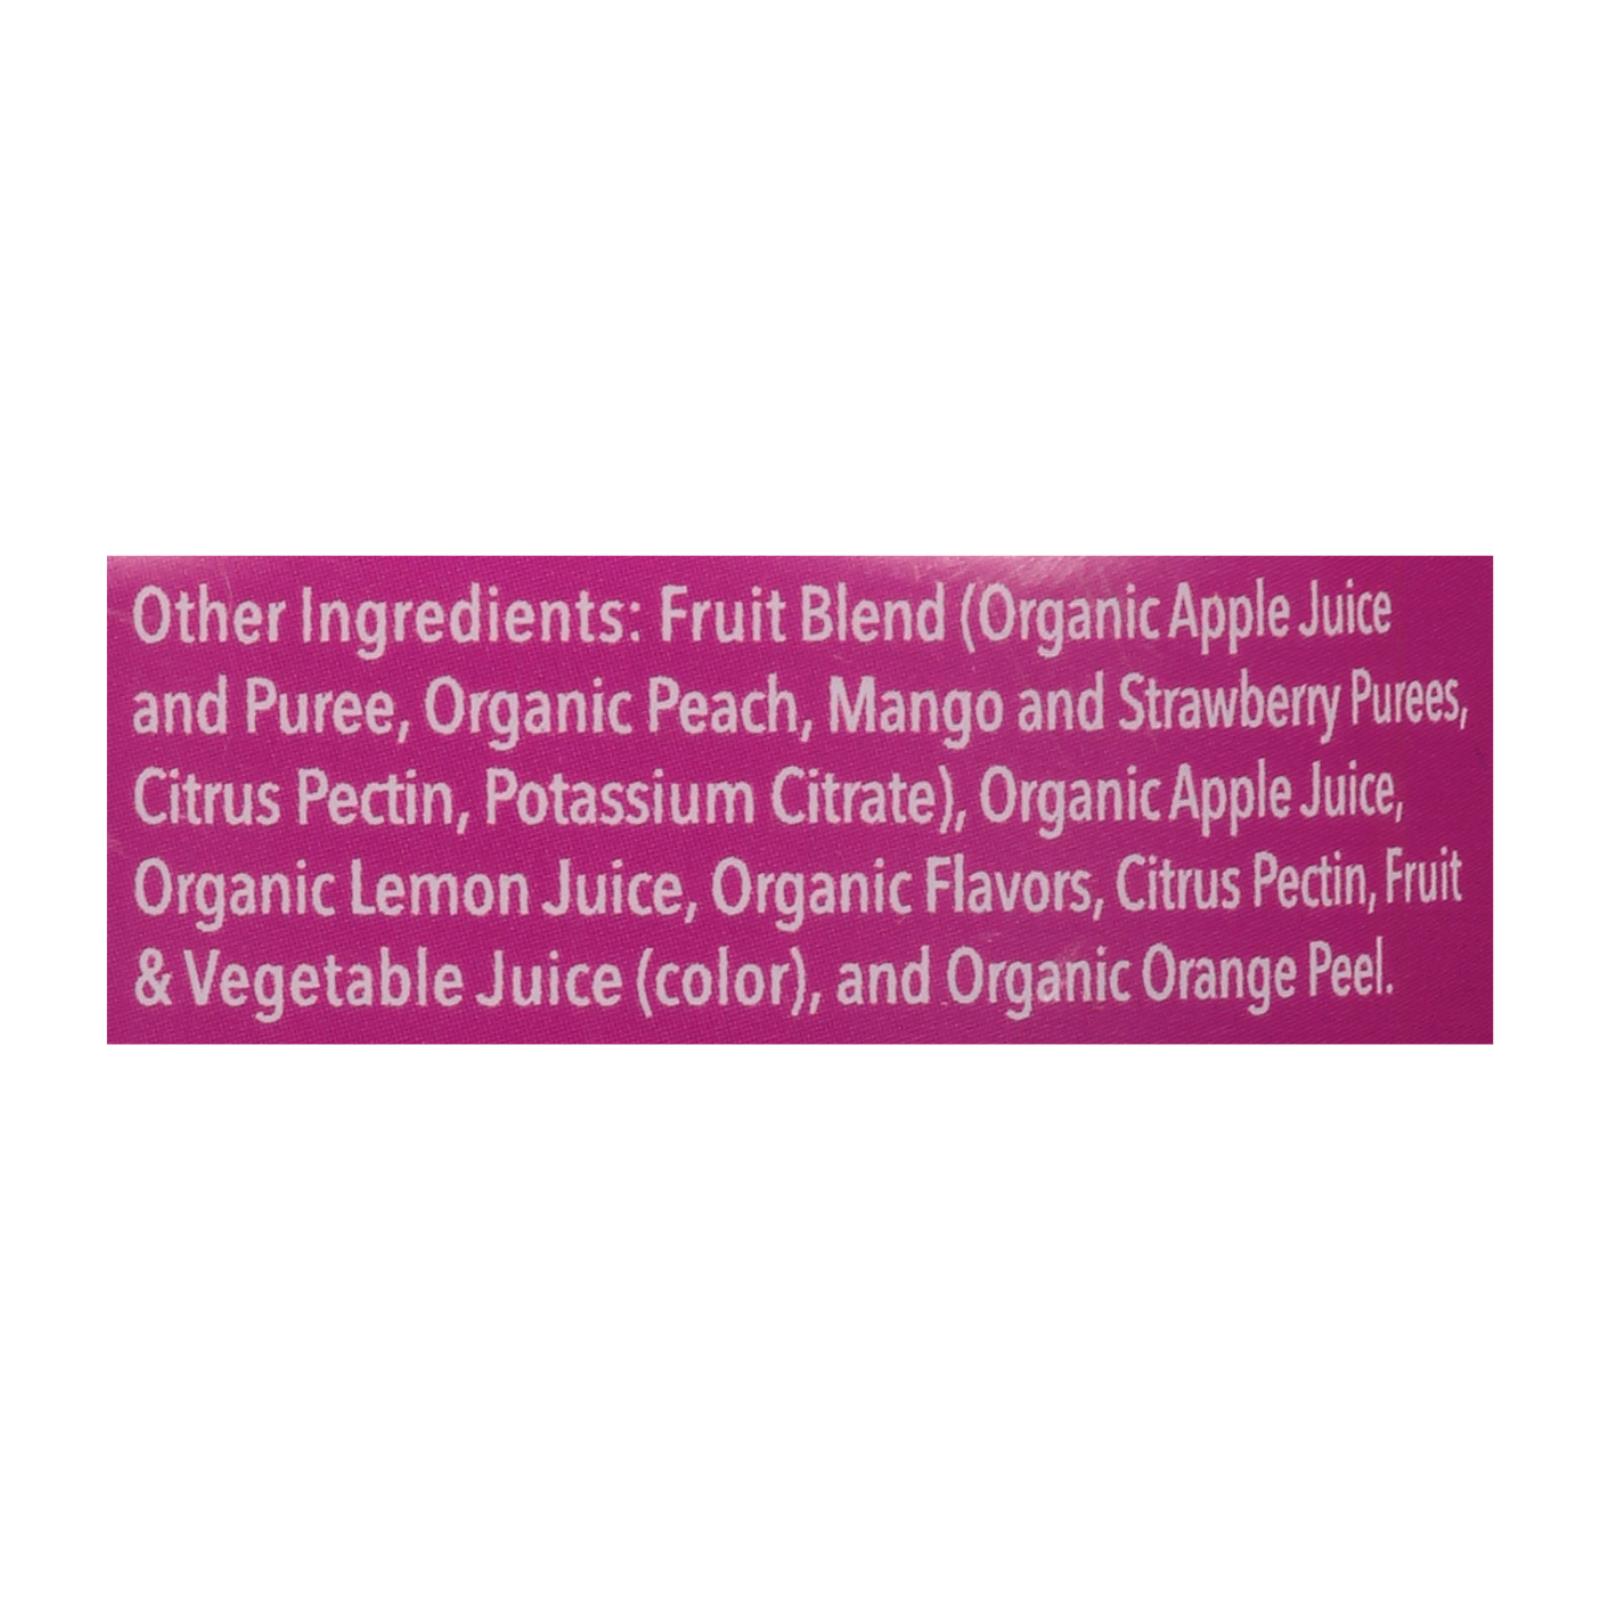 Other Ingredients: Fruit Blend (Organic Apple Juice
and Puree, Organic Peach, Mango and Strawberry Purees,
Citrus Pectin, Potassium Citrate), Organic Apple Juice,
Organic Lemon Juice, Organic Flavors, Citrus Pectin, Fruit
& Vegetable Juice (color), and Organic Orange Peel.